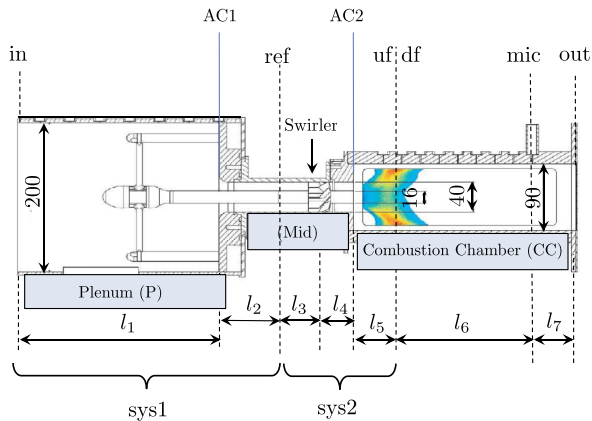 AC1 AC2
in ref uf df mic out
Swirler
200 16 40 90
(Mid)
Combustion Chamber (CC)
Plenum (P)
l1 l2 l3 l4 l5 l6 l7
sys1 sys2